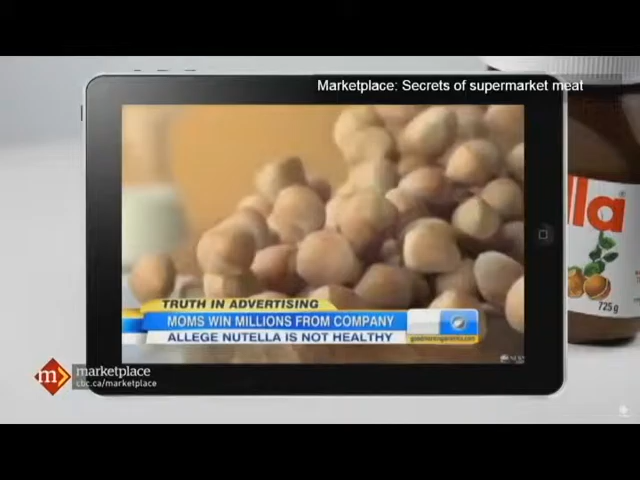 Marketplace: Secrets of supermarket meat
lla
725g
TRUTH IN ADVERTISING
MOMS WIN MILLIONS FROM COMPANY
ALLEGE NUTELLA IS NOT HEALTHY
m
marketplace
cbc.ca/marketplace